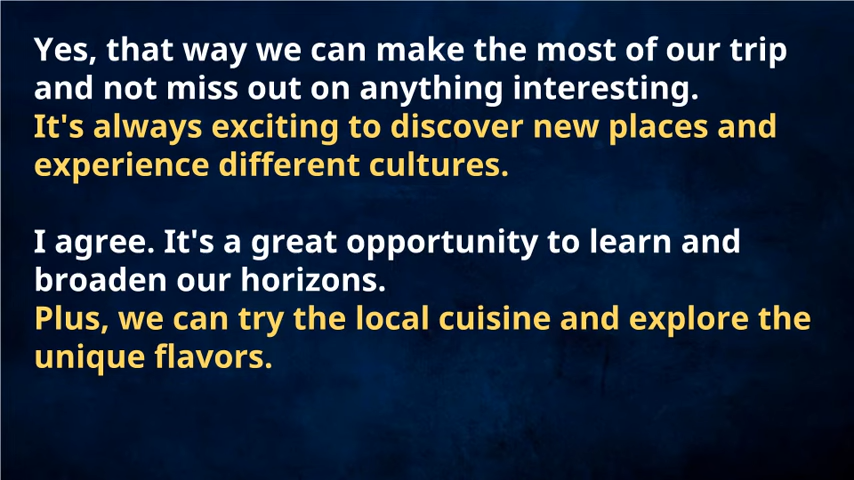 Yes, that way we can make the most of our trip
and not miss out on anything interesting.
It's always exciting to discover new places and
experience different cultures.
I agree. It's a great opportunity to learn and
broaden our horizons.
Plus, we can try the local cuisine and explore the
unique flavors.